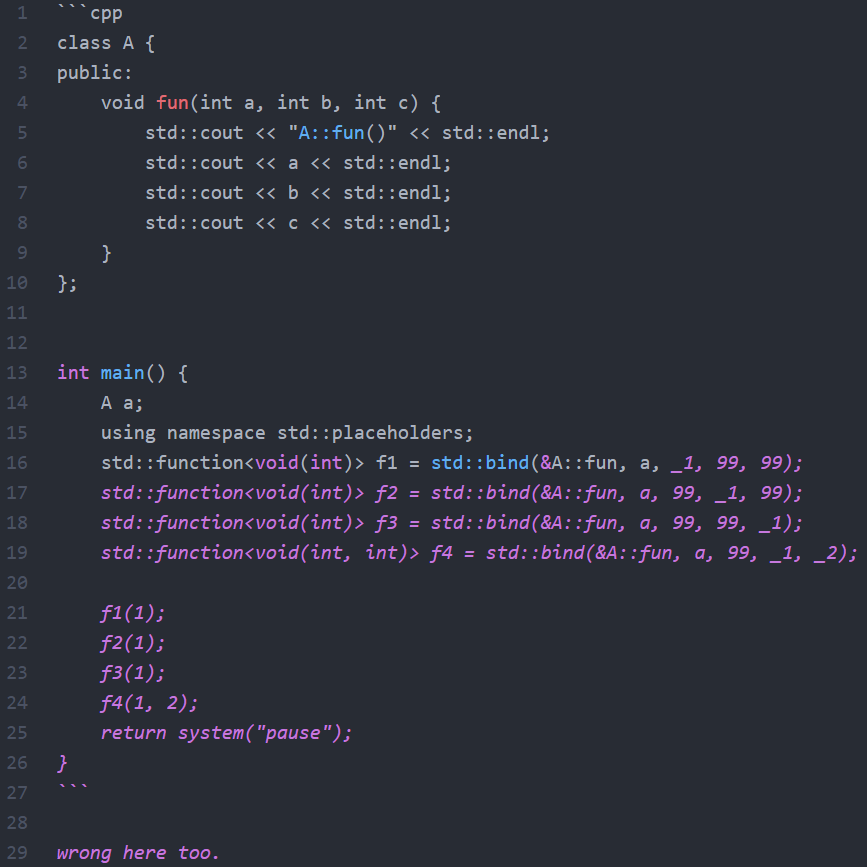 1 ```cpp
2 class A {
3 public:
4     void fun(int a, int b, int c) {
5         std::cout << "A::fun()" << std::endl;
6         std::cout << a << std::endl;
7         std::cout << b << std::endl;
8         std::cout << c << std::endl;
9     }
10 };
11
12
13 int main() {
14     A a;
15     using namespace std::placeholders;
16     std::function<void(int)> f1 = std::bind(&A::fun, a, _1, 99, 99);
17     std::function<void(int)> f2 = std::bind(&A::fun, a, 99, _1, 99);
18     std::function<void(int)> f3 = std::bind(&A::fun, a, 99, 99, _1);
19     std::function<void(int, int)> f4 = std::bind(&A::fun, a, 99, _1, _2);
20
21     f1(1);
22     f2(1);
23     f3(1);
24     f4(1, 2);
25     return system("pause");
26 }
27 ```
28
29 wrong here too.